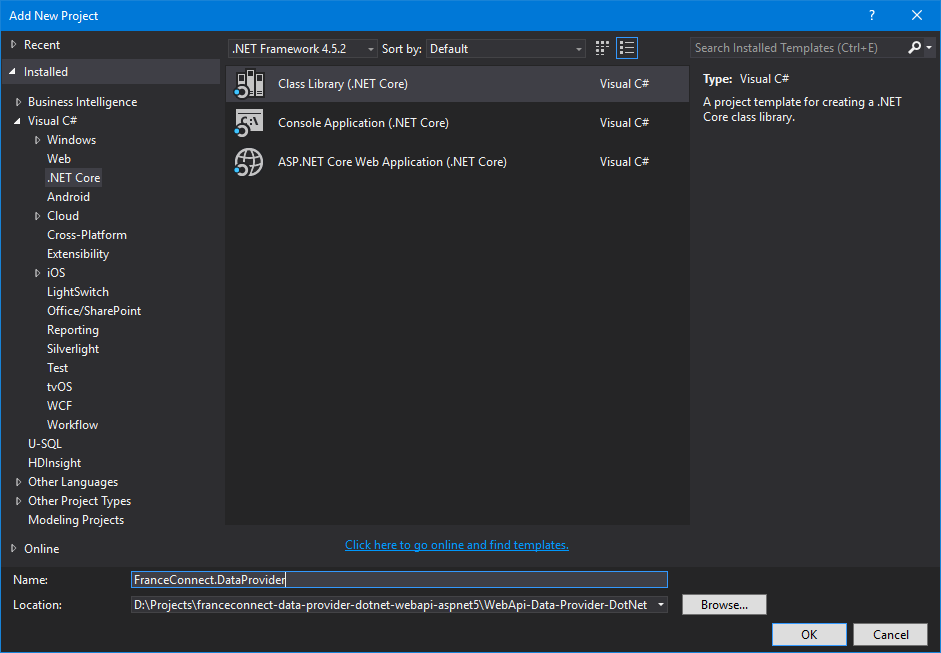 Add New Project
?
Recent
.NET Framework 4.5.2 Sort by: Default
Search Installed Templates (Ctrl+E)
Installed
Business Intelligence
Visual C#
Windows
Web
.NET Core
Android
Cloud
Cross-Platform
Extensibility
iOS
LightSwitch
Office/SharePoint
Reporting
Silverlight
Test
tvOS
WCF
Workflow
U-SQL
HDInsight
Other Languages
Other Project Types
Modeling Projects
Online
Class Library (.NET Core) Visual C#
Console Application (.NET Core) Visual C#
ASP.NET Core Web Application (.NET Core) Visual C#
Click here to go online and find templates.
Type: Visual C#
A project template for creating a .NET
Core class library.
Name: FranceConnect.DataProvider
Location: D:\Projects\franceconnect-data-provider-dotnet-webapi-aspnet5\WebApi-Data-Provider-DotNet Browse...
OK Cancel